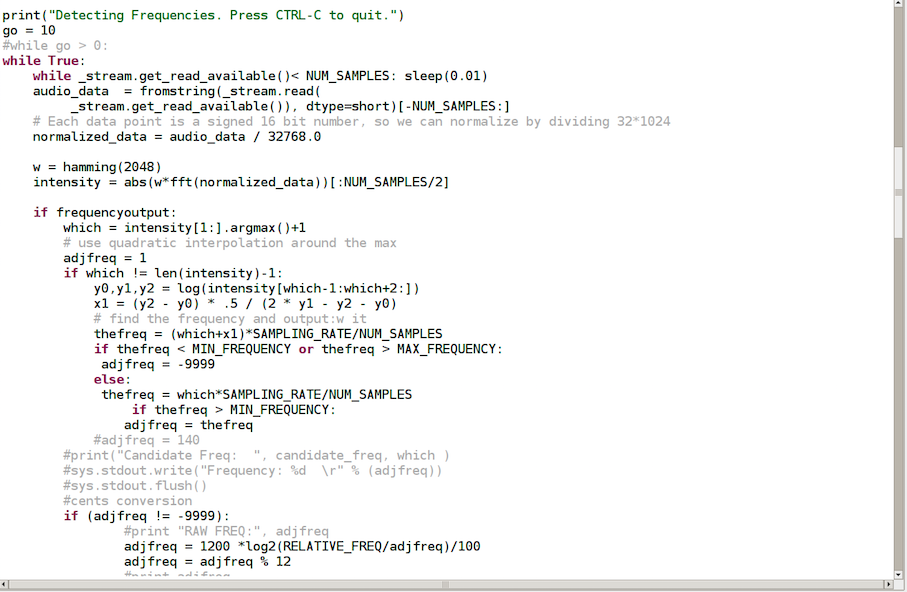 print("Detecting Frequencies. Press CTRL-C to quit.")
go = 10
#while go > 0:
while True:
    while _stream.get_read_available()< NUM_SAMPLES: sleep(0.01)
    audio_data  = fromstring(_stream.read(
         _stream.get_read_available()), dtype=short)[-NUM_SAMPLES:]
    # Each data point is a signed 16 bit number, so we can normalize by dividing 32*1024
    normalized_data = audio_data / 32768.0

    w = hamming(2048)
    intensity = abs(w*fft(normalized_data))[:NUM_SAMPLES/2]

    if frequencyoutput:
        which = intensity[1:].argmax()+1
        # use quadratic interpolation around the max
        adjfreq = 1
        if which != len(intensity)-1:
            y0,y1,y2 = log(intensity[which-1:which+2:])
            x1 = (y2 - y0) * .5 / (2 * y1 - y2 - y0)
            # find the frequency and output:w it
            thefreq = (which+x1)*SAMPLING_RATE/NUM_SAMPLES
            if thefreq < MIN_FREQUENCY or thefreq > MAX_FREQUENCY:
             adjfreq = -9999
            else:
             thefreq = which*SAMPLING_RATE/NUM_SAMPLES
                 if thefreq > MIN_FREQUENCY:
                adjfreq = thefreq
            #adjfreq = 140
        #print("Candidate Freq:  ", candidate_freq, which )
        #sys.stdout.write("Frequency: %d  \r" % (adjfreq))
        #sys.stdout.flush()
        #cents conversion
        if (adjfreq != -9999):
                #print "RAW FREQ:", adjfreq
                adjfreq = 1200 *log2(RELATIVE_FREQ/adjfreq)/100
                adjfreq = adjfreq % 12
                #print adjfreq